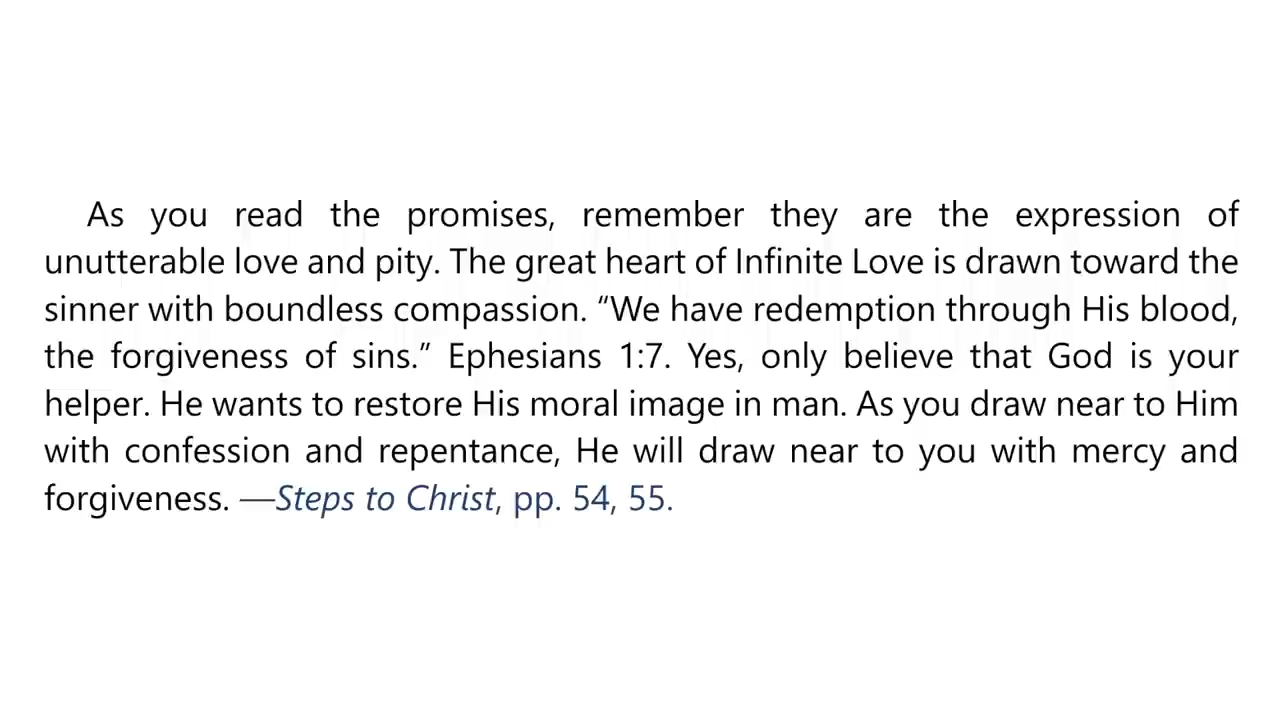 As you read the promises, remember they are the expression of
unutterable love and pity. The great heart of Infinite Love is drawn toward the
sinner with boundless compassion. “We have redemption through His blood,
the forgiveness of sins.” Ephesians 1:7. Yes, only believe that God is your
helper. He wants to restore His moral image in man. As you draw near to Him
with confession and repentance, He will draw near to you with mercy and
forgiveness. —Steps to Christ, pp. 54, 55.